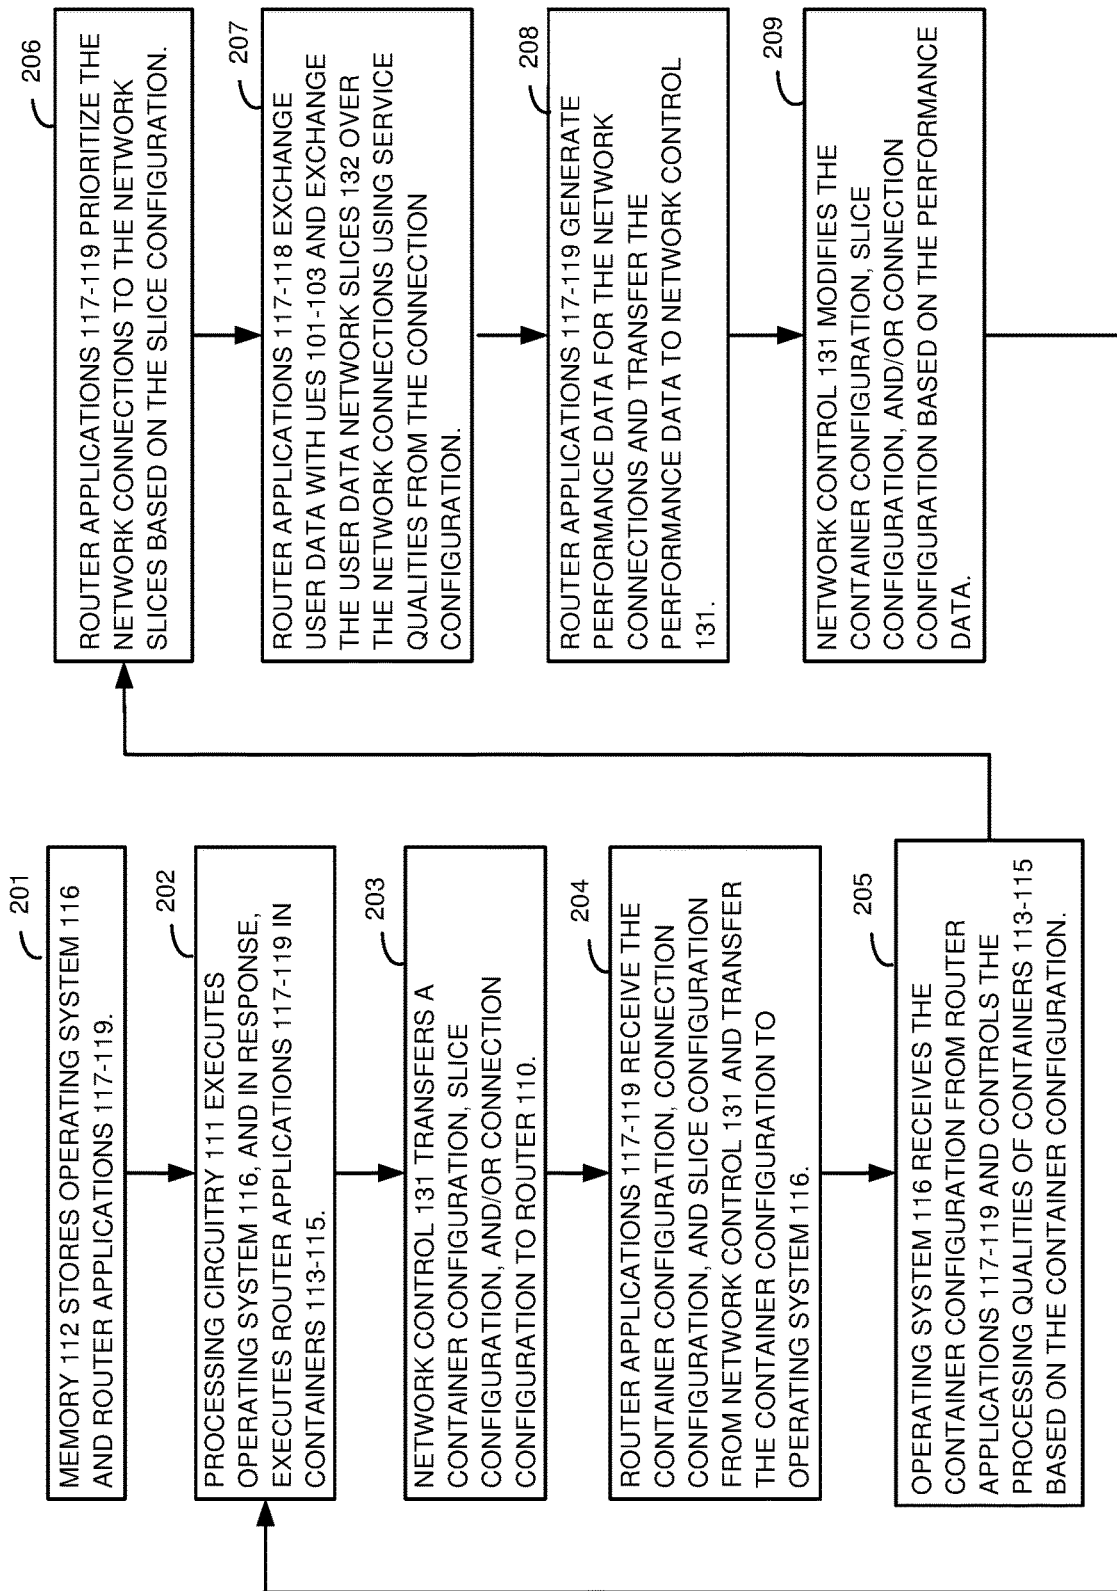 201
MEMORY 112 STORES OPERATING SYSTEM 116
AND ROUTER APPLICATIONS 117-119.
202
PROCESSING CIRCUITRY 111 EXECUTES
OPERATING SYSTEM 116, AND IN RESPONSE,
EXECUTES ROUTER APPLICATIONS 117-119 IN
CONTAINERS 113-115.
203
NETWORK CONTROL 131 TRANSFERS A
CONTAINER CONFIGURATION, SLICE
CONFIGURATION, AND/OR CONNECTION
CONFIGURATION TO ROUTER 110.
204
ROUTER APPLICATIONS 117-119 RECEIVE THE
CONTAINER CONFIGURATION, CONNECTION
CONFIGURATION, AND SLICE CONFIGURATION
FROM NETWORK CONTROL 131 AND TRANSFER
THE CONTAINER CONFIGURATION TO
OPERATING SYSTEM 116.
205
OPERATING SYSTEM 116 RECEIVES THE
CONTAINER CONFIGURATION FROM ROUTER
APPLICATIONS 117-119 AND CONTROLS THE
PROCESSING QUALITIES OF CONTAINERS 113-115
BASED ON THE CONTAINER CONFIGURATION.
206
ROUTER APPLICATIONS 117-119 PRIORITIZE THE
NETWORK CONNECTIONS TO THE NETWORK
SLICES BASED ON THE SLICE CONFIGURATION.
207
ROUTER APPLICATIONS 117-118 EXCHANGE
USER DATA WITH UES 101-103 AND EXCHANGE
THE USER DATA NETWORK SLICES 132 OVER
THE NETWORK CONNECTIONS USING SERVICE
QUALITIES FROM THE CONNECTION
CONFIGURATION.
208
ROUTER APPLICATIONS 117-119 GENERATE
PERFORMANCE DATA FOR THE NETWORK
CONNECTIONS AND TRANSFER THE
PERFORMANCE DATA TO NETWORK CONTROL
131.
209
NETWORK CONTROL 131 MODIFIES THE
CONTAINER CONFIGURATION, SLICE
CONFIGURATION, AND/OR CONNECTION
CONFIGURATION BASED ON THE PERFORMANCE
DATA.